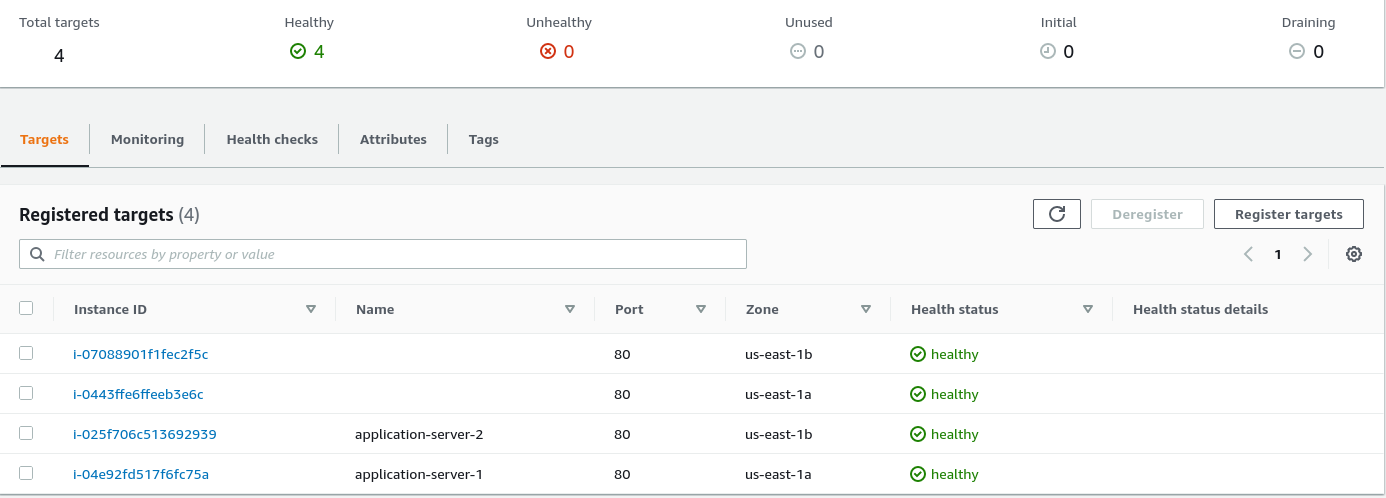 Total targets Healthy Unhealthy Unused Initial Draining
4 4 0 0 0 0
Targets Monitoring Health checks Attributes Tags
Registered targets (4) Deregister Register targets
Filter resources by property or value 1
Instance ID Name Port Zone Health status Health status details
i-07088901f1fec2f5c 80 us-east-1b healthy
i-0443ffe6ffeeb3e6c 80 us-east-1a healthy
i-025f706c513692939 application-server-2 80 us-east-1b healthy
i-04e92fd517f6fc75a application-server-1 80 us-east-1a healthy